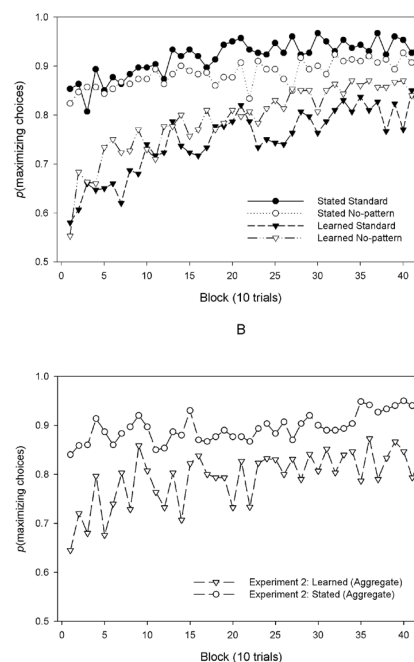 1.0
0.9
0.8
0.7
0.6
0.5
p(maximizing choices)
Stated Standard
Stated No-pattern
Learned Standard
Learned No-pattern
0 5 10 15 20 25 30 35 40
Block (10 trials)
B
1.0
0.9
0.8
0.7
0.6
0.5
p(maximizing choices)
Experiment 2: Learned (Aggregate)
Experiment 2: Stated (Aggregate)
0 5 10 15 20 25 30 35 40
Block (10 trials)